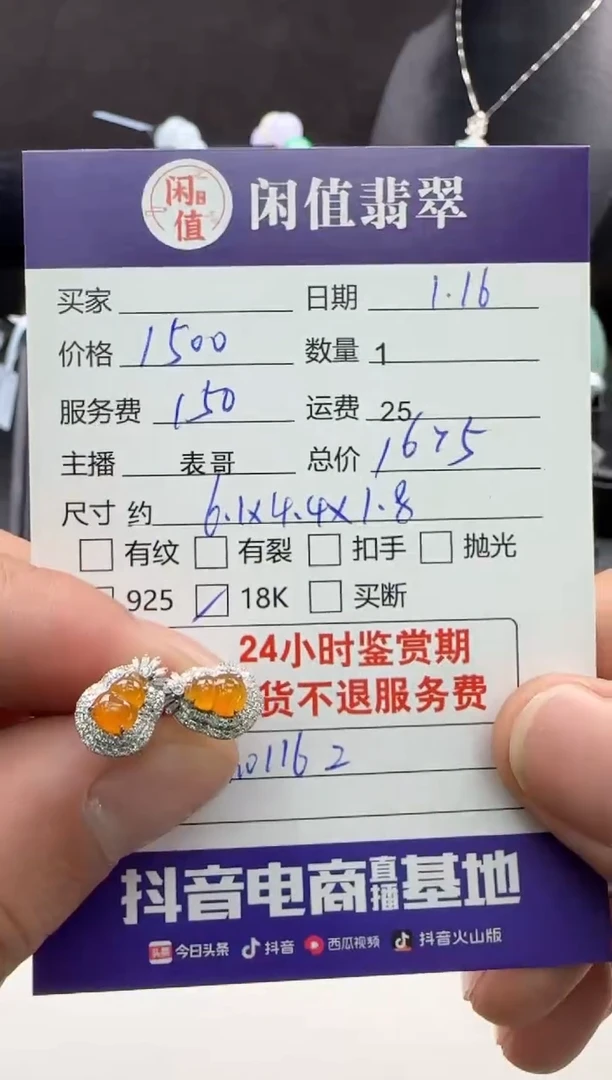 闲值 闲值翡翠
买家 日期 1.16
价格 1500 数量 1
服务费 150 运费 25
主播 表哥 总价 1675
尺寸 约 6.1x4.4x1.8
有纹 有裂 扣手 抛光
925 18K 买断
24小时鉴赏期
货不退服务费
01162
抖音电商直播基地
头条 今日头条 抖音 西瓜视频 抖音火山版